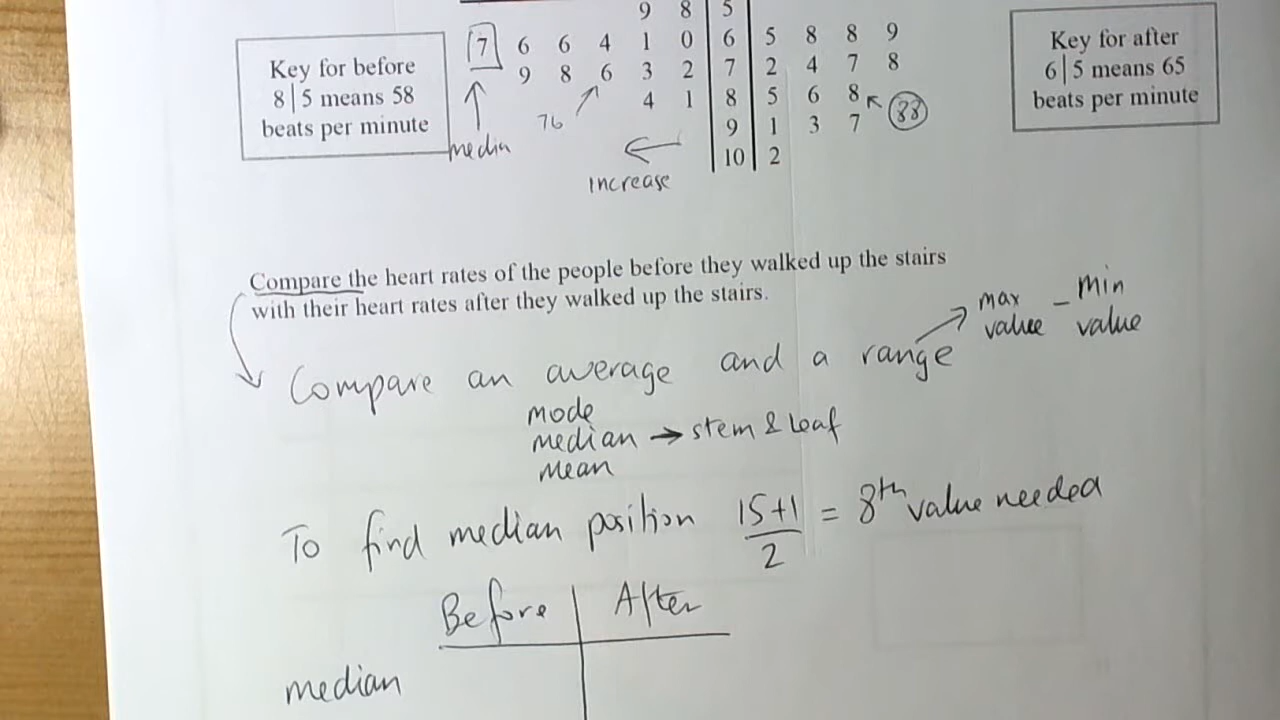 9 8 | 5
7 6 6 4 1 0 | 6 | 5 8 8 9
9 8 6 3 2 | 7 | 2 4 7 8
4 1 | 8 | 5 6 8 88
9 | 1 3 7
10 | 2
Key for before
8 | 5 means 58
beats per minute
median
76
increase
Key for after
6 | 5 means 65
beats per minute
Compare the heart rates of the people before they walked up the stairs
with their heart rates after they walked up the stairs.
max value – min value
Compare an average and a range
mode
median → stem & leaf
mean
To find median position 15+1/2 = 8th value needed
Before | After
median